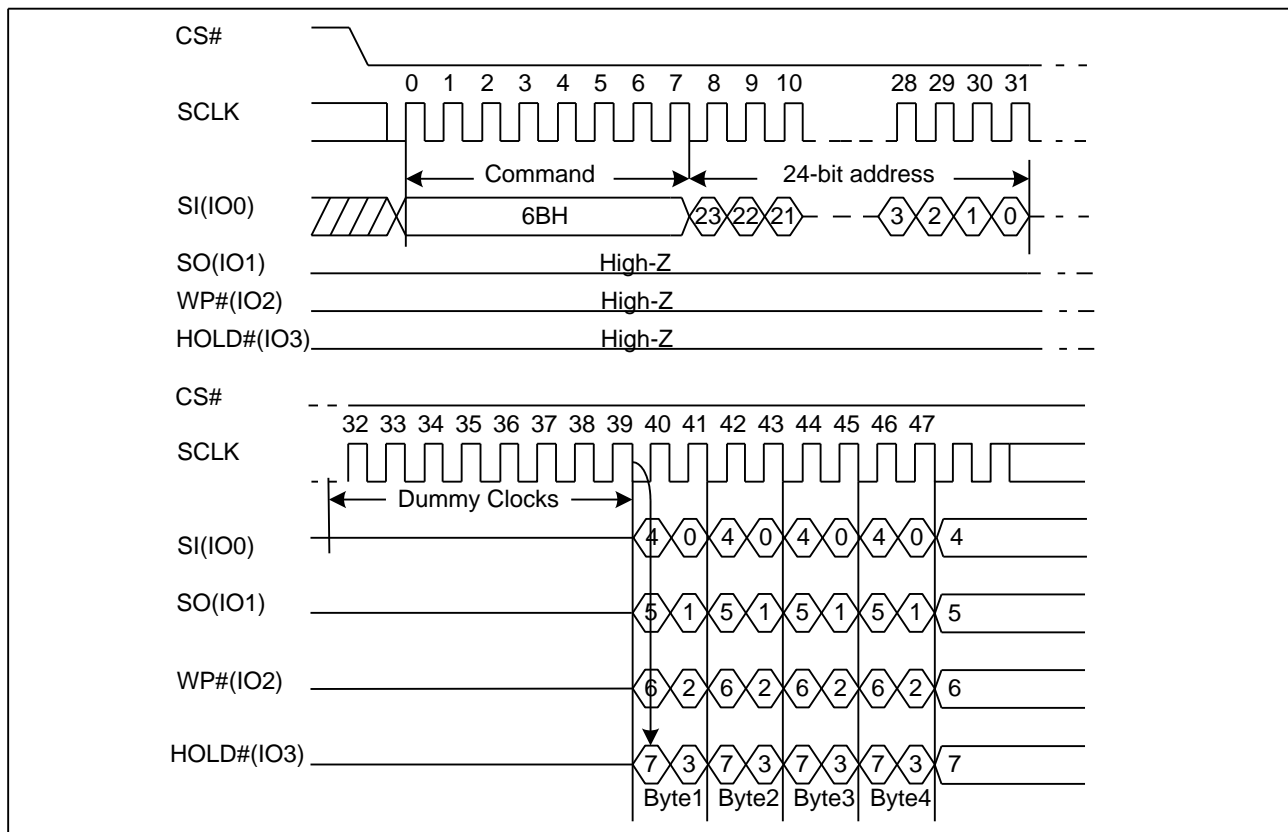 CS#
0 1 2 3 4 5 6 7 8 9 10 28 29 30 31
SCLK
Command 24-bit address
SI(IO0) 6BH 23 22 21 3 2 1 0
SO(IO1) High-Z
WP#(IO2) High-Z
HOLD#(IO3) High-Z
CS#
32 33 34 35 36 37 38 39 40 41 42 43 44 45 46 47
SCLK
Dummy Clocks
SI(IO0) 4 0 4 0 4 0 4 0 4
SO(IO1) 5 1 5 1 5 1 5 1 5
WP#(IO2) 6 2 6 2 6 2 6 2 6
HOLD#(IO3) 7 3 7 3 7 3 7 3 7
Byte1 Byte2 Byte3 Byte4